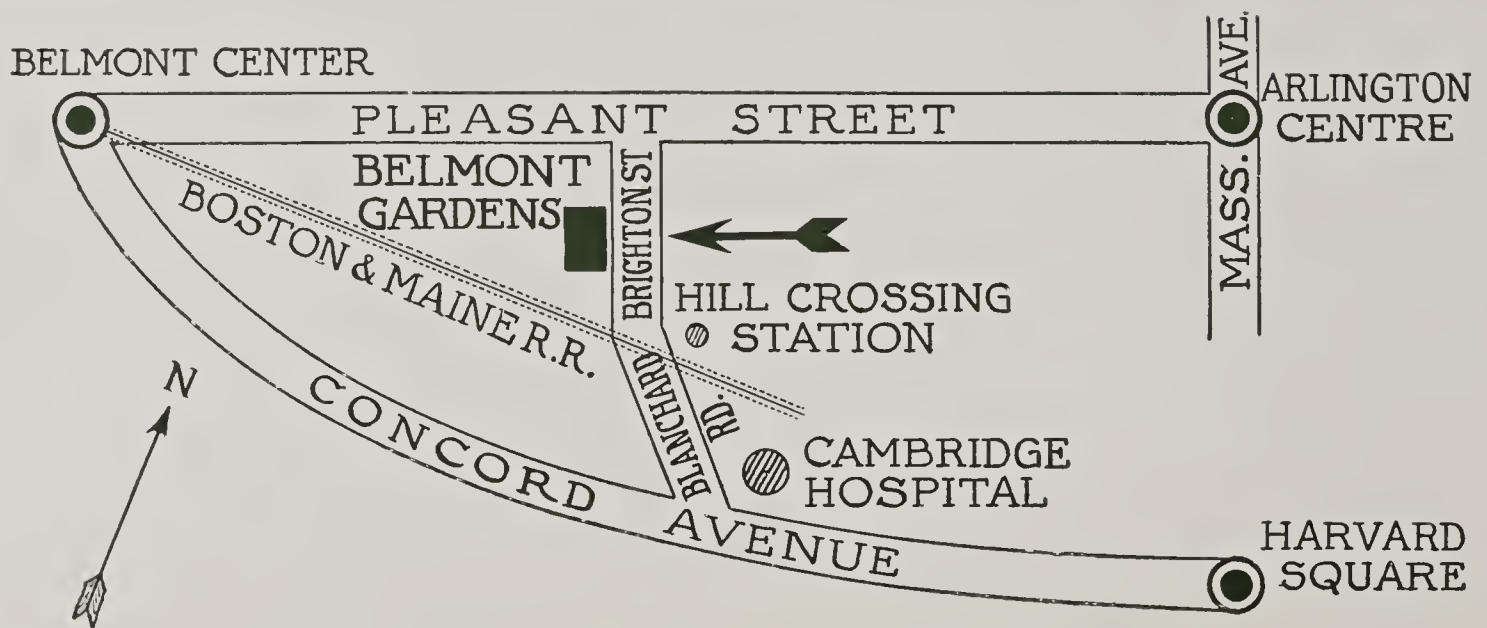 BELMONT CENTER
PLEASANT STREET
MASS. AVE.
ARLINGTON
CENTRE
BELMONT
GARDENS
BRIGHTON ST
BOSTON & MAINE R.R.
HILL CROSSING
STATION
N
BLANCHARD
RD.
CONCORD AVENUE
CAMBRIDGE
HOSPITAL
HARVARD
SQUARE